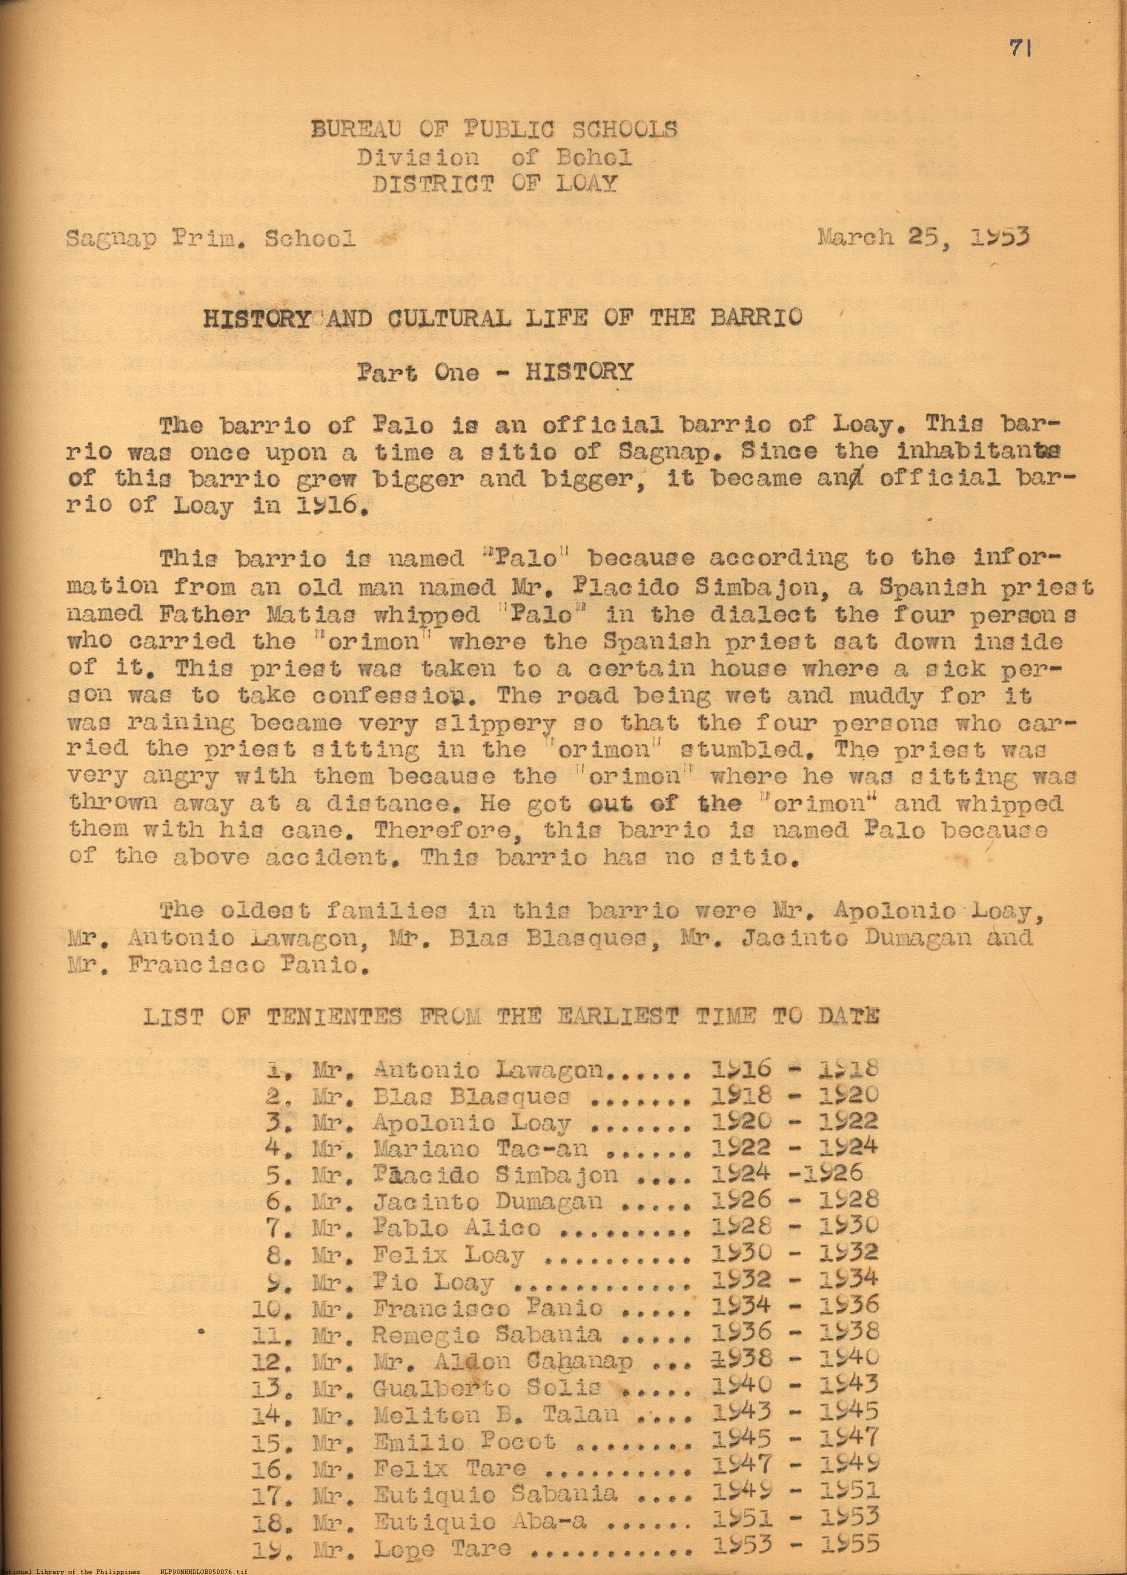 71
BUREAU OF PUBLIC SCHOOLS
Division of Bohol
DISTRICT OF LOAY
Sagnap Prim. School March 25, 1953
HISTORY AND CULTURAL LIFE OF THE BARRIO
Part One - HISTORY
The barrio of Palo is an official barrio of Loay. This bar-
rio was once upon a time a sitio of Sagnap. Since the inhabitants
of this barrio grew bigger and bigger, it became an official bar-
rio of Loay in 1916.
This barrio is named "Palo" because according to the infor-
mation from an old man named Mr. Placido Simbajon, a Spanish priest
named Father Matias whipped "Palo" in the dialect the four persons
who carried the "orimon" where the Spanish priest sat down inside
of it. This priest was taken to a certain house where a sick per-
son was to take confession. The road being wet and muddy for it
was raining became very slippery so that the four persons who car-
ried the priest sitting in the "orimon" stumbled. The priest was
very angry with them because the "orimon" where he was sitting was
thrown away at a distance. He got out of the "orimon" and whipped
them with his cane. Therefore, this barrio is named Palo because
of the above accident. This barrio has no sitio.
The oldest families in this barrio were Mr. Apolonio Loay,
Mr. Antonio Lawagon, Mr. Blas Blasques, Mr. Jacinto Dumagan and
Mr. Francisco Panio.
LIST OF TENIENTES FROM THE EARLIEST TIME TO DATE
1. Mr. Antonio Lawagon...... 1916 - 1918
2. Mr. Blas Blasques ....... 1918 - 1920
3. Mr. Apolonio Loay ....... 1920 - 1922
4. Mr. Mariano Tac-an ...... 1922 - 1924
5. Mr. Placido Simbajon .... 1924 -1926
6. Mr. Jacinto Dumagan ..... 1926 - 1928
7. Mr. Pablo Alico ......... 1928 - 1930
8. Mr. Felix Loay .......... 1930 - 1932
9. Mr. Pio Loay ............ 1932 - 1934
10. Mr. Francisco Panio ..... 1934 - 1936
11. Mr. Remegio Sabania ..... 1936 - 1938
12. Mr. Mr. Aldon Cahanap ... 1938 - 1940
13. Mr. Gualberto Solis ..... 1940 - 1943
14. Mr. Meliton B. Talan .... 1943 - 1945
15. Mr. Emilio Pocot ........ 1945 - 1947
16. Mr. Felix Tare .......... 1947 - 1949
17. Mr. Eutiquio Sabania .... 1949 - 1951
18. Mr. Eutiquio Aba-a ...... 1951 - 1953
19. Mr. Lope Tare ........... 1953 - 1955
Library of the Philippines NLPOONHHDLOB050076.tif